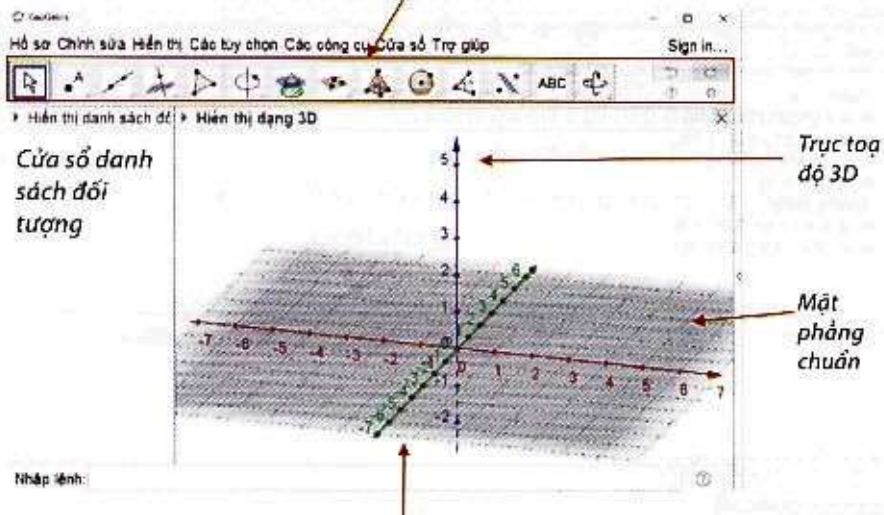 GeoGebra
Hồ sơ Chỉnh sửa Hiển thị Các tuỳ chọn Các công cụ Cửa sổ Trợ giúp Sign in...
A ABC
Hiển thị danh sách đố Hiển thị dạng 3D
Cửa sổ danh
sách đối
tượng
Trục toạ
độ 3D
Mặt
phẳng
chuẩn
5
4
3
2
1
0
-1
-2
-7 -6 -5 -4 -3 -2 -1 0 1 2 3 4 5 6 7
Nhập lệnh: